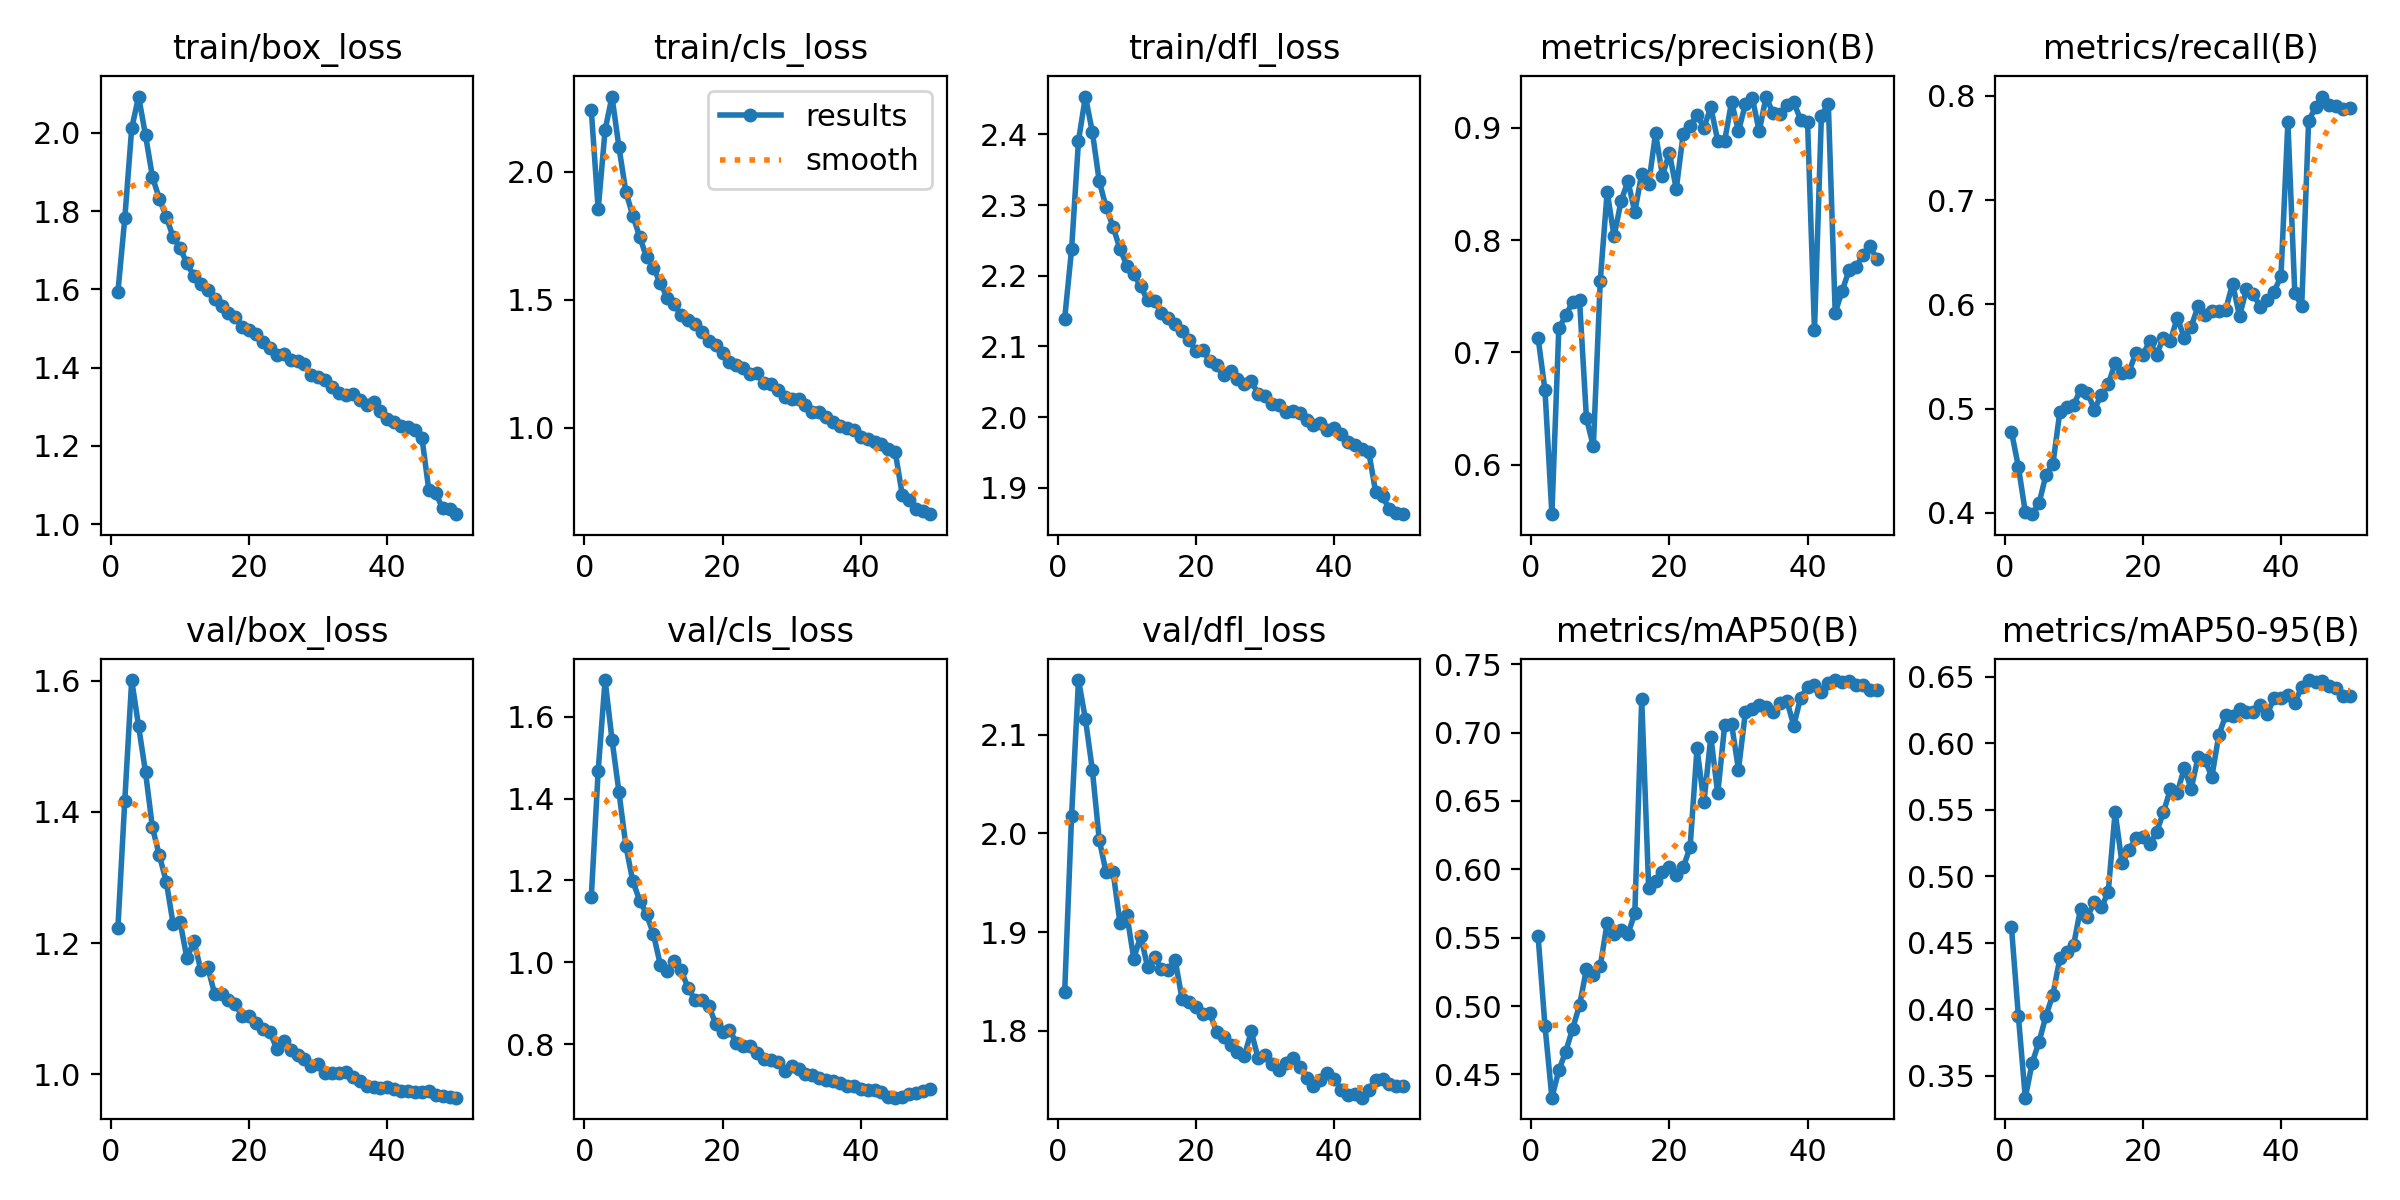 train/box_loss
2.0
1.8
1.6
1.4
1.2
1.0
0 20 40
train/cls_loss
results
smooth
2.0
1.5
1.0
0 20 40
train/dfl_loss
2.4
2.3
2.2
2.1
2.0
1.9
0 20 40
metrics/precision(B)
0.9
0.8
0.7
0.6
0 20 40
metrics/recall(B)
0.8
0.7
0.6
0.5
0.4
0 20 40
val/box_loss
1.6
1.4
1.2
1.0
0 20 40
val/cls_loss
1.6
1.4
1.2
1.0
0.8
0 20 40
val/dfl_loss
2.1
2.0
1.9
1.8
0 20 40
metrics/mAP50(B)
0.75
0.70
0.65
0.60
0.55
0.50
0.45
0 20 40
metrics/mAP50-95(B)
0.65
0.60
0.55
0.50
0.45
0.40
0.35
0 20 40